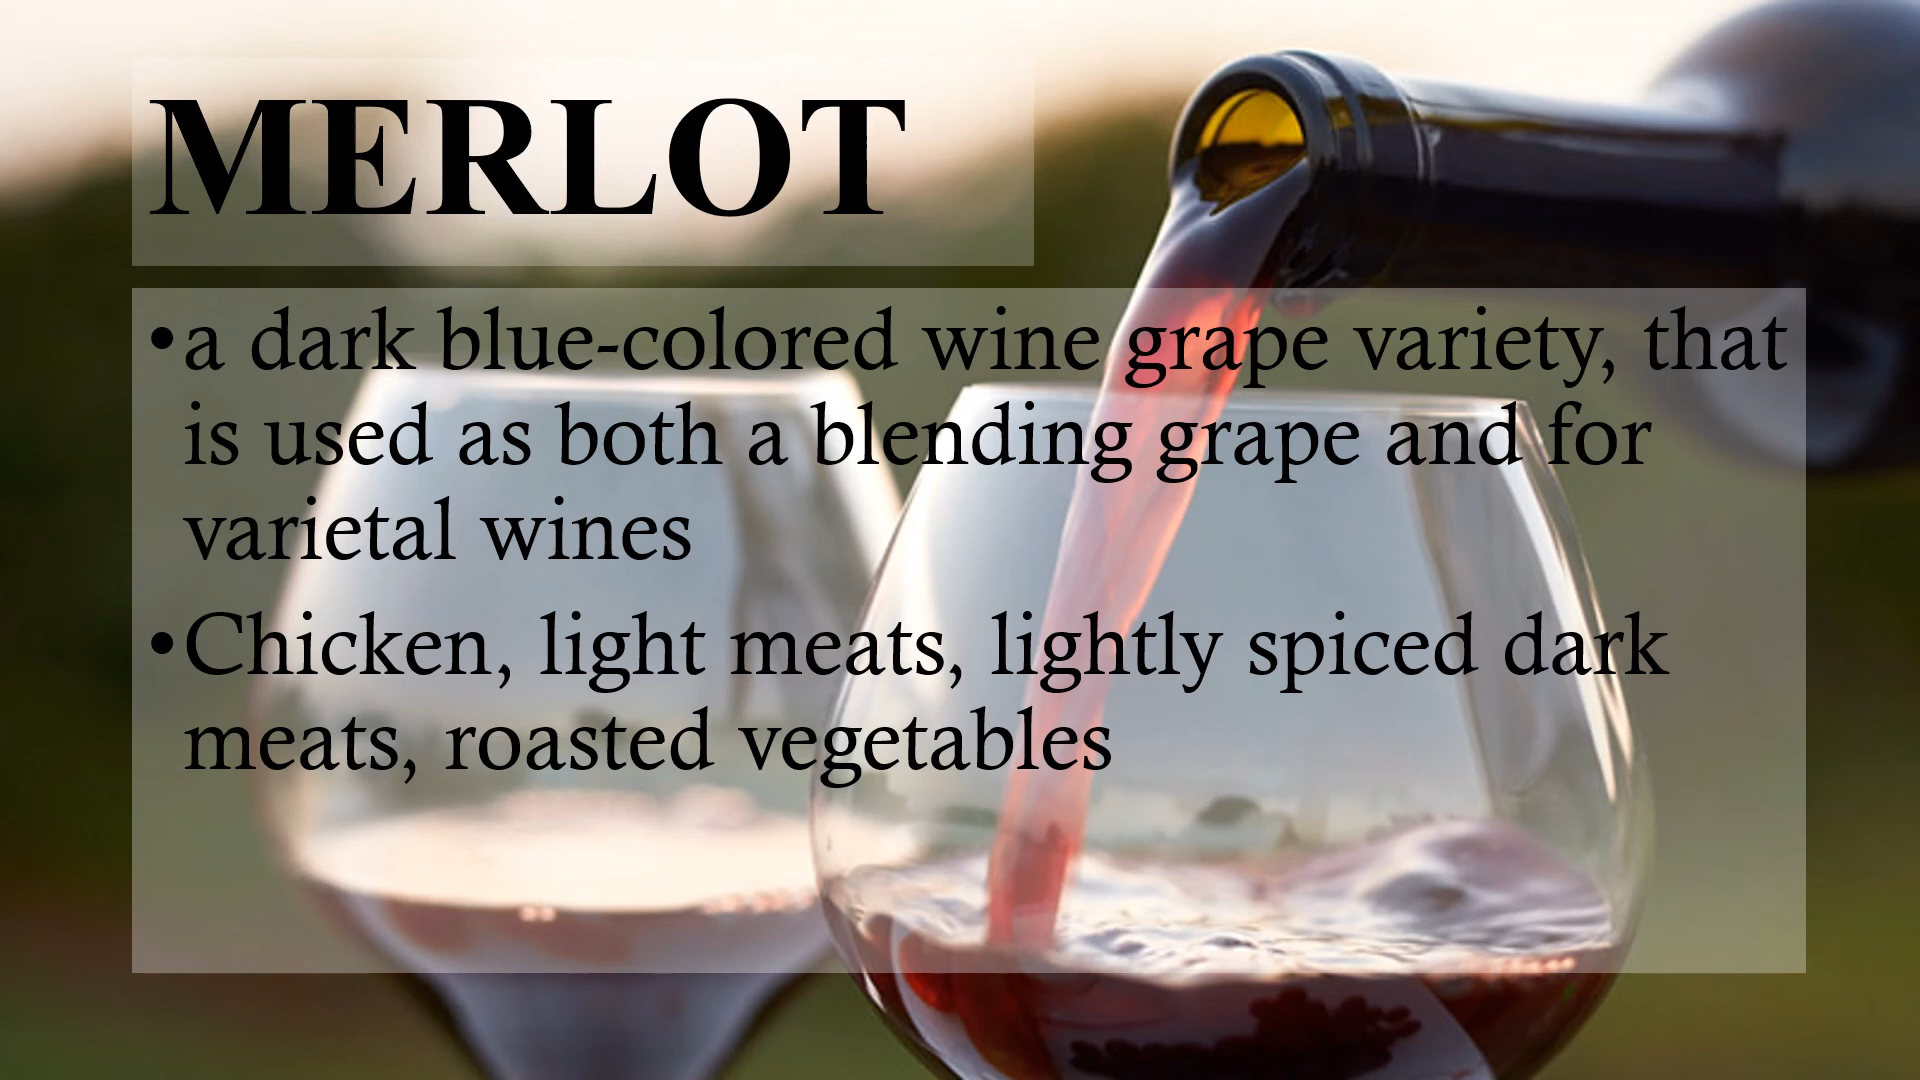 MERLOT
•a dark blue-colored wine grape variety, that
is used as both a blending grape and for
varietal wines
•Chicken, light meats, lightly spiced dark
meats, roasted vegetables